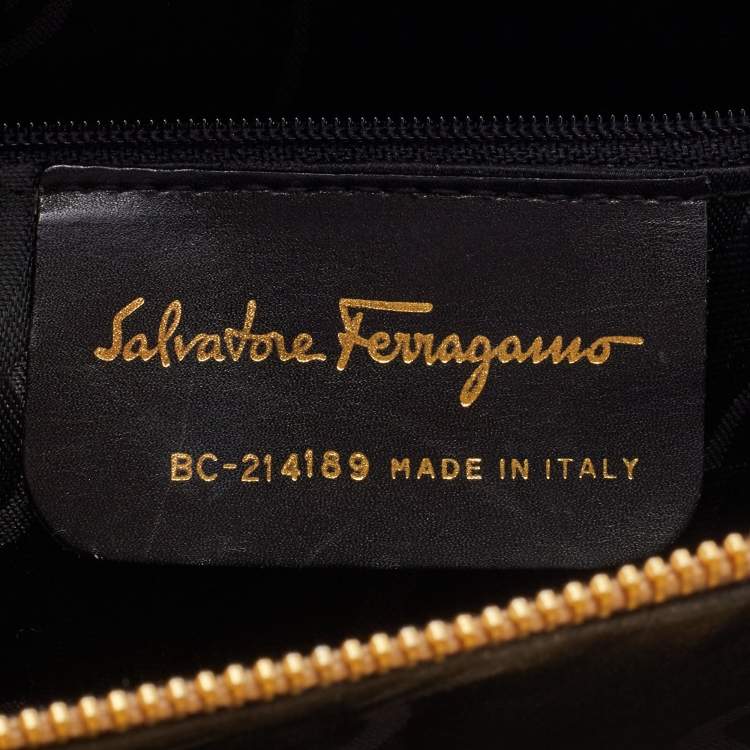 Salvatore Ferragamo
BC-214189 MADE IN ITALY